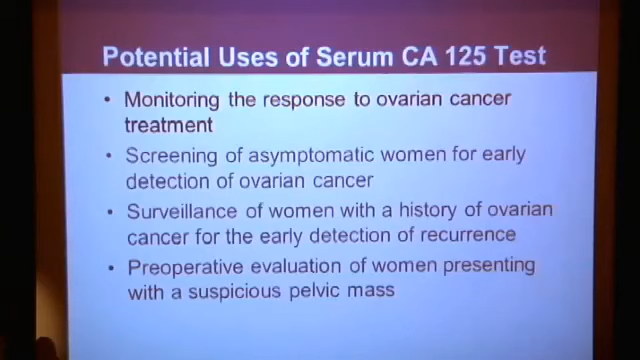 Potential Uses of Serum CA 125 Test
• Monitoring the response to ovarian cancer
treatment
• Screening of asymptomatic women for early
detection of ovarian cancer
• Surveillance of women with a history of ovarian
cancer for the early detection of recurrence
• Preoperative evaluation of women presenting
with a suspicious pelvic mass